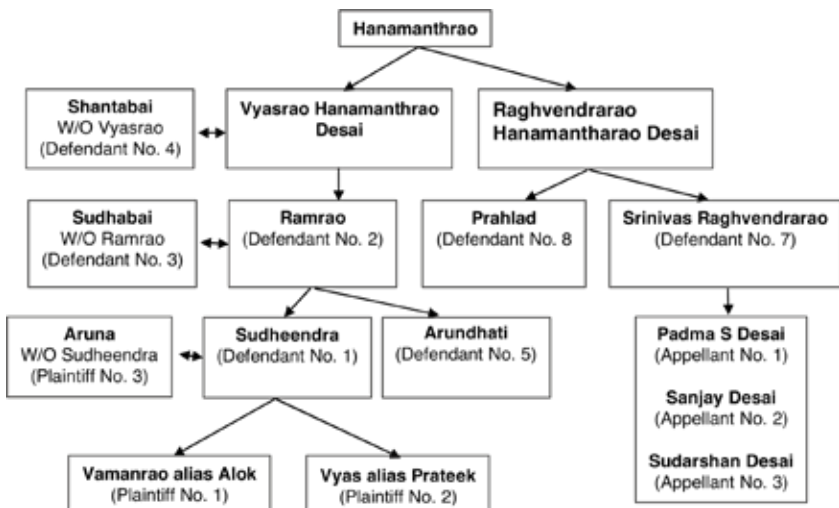 Hanamanthrao
Shantabai
W/O Vyasrao
(Defendant No. 4)
Vyasrao Hanamanthrao
Desai
Raghvendrarao
Hanamantharao Desai
Sudhabai
W/O Ramrao
(Defendant No. 3)
Ramrao
(Defendant No. 2)
Prahlad
(Defendant No. 8
Srinivas Raghvendrarao
(Defendant No. 7)
Aruna
W/O Sudheendra
(Plaintiff No. 3)
Sudheendra
(Defendant No. 1)
Arundhati
(Defendant No. 5)
Padma S Desai
(Appellant No. 1)
Sanjay Desai
(Appellant No. 2)
Sudarshan Desai
(Appellant No. 3)
Vamanrao alias Alok
(Plaintiff No. 1)
Vyas alias Prateek
(Plaintiff No. 2)